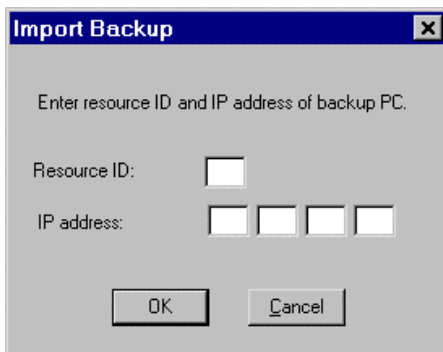 Import Backup
Enter resource ID and IP address of backup PC.
Resource ID:
IP address:
OK Cancel